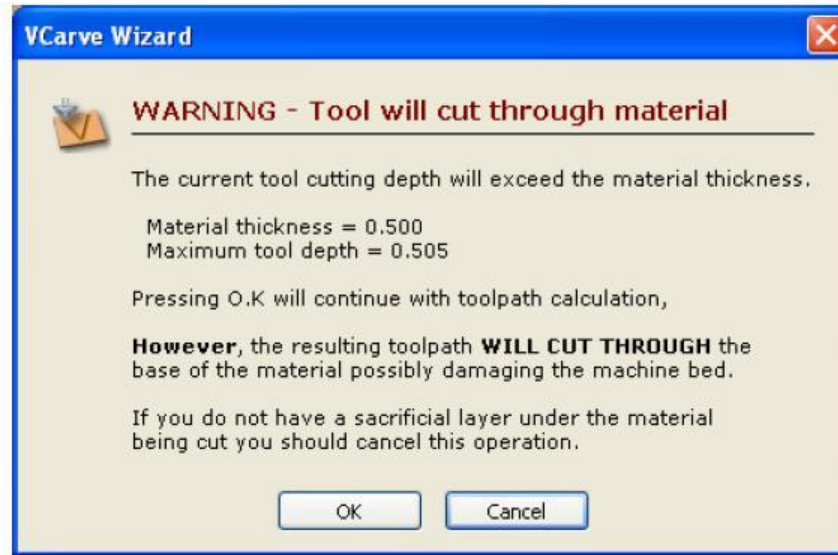 VCarve Wizard
WARNING - Tool will cut through material
The current tool cutting depth will exceed the material thickness.
Material thickness = 0.500
Maximum tool depth = 0.505
Pressing O.K will continue with toolpath calculation,
However, the resulting toolpath WILL CUT THROUGH the
base of the material possibly damaging the machine bed.
If you do not have a sacrificial layer under the material
being cut you should cancel this operation.
OK
Cancel